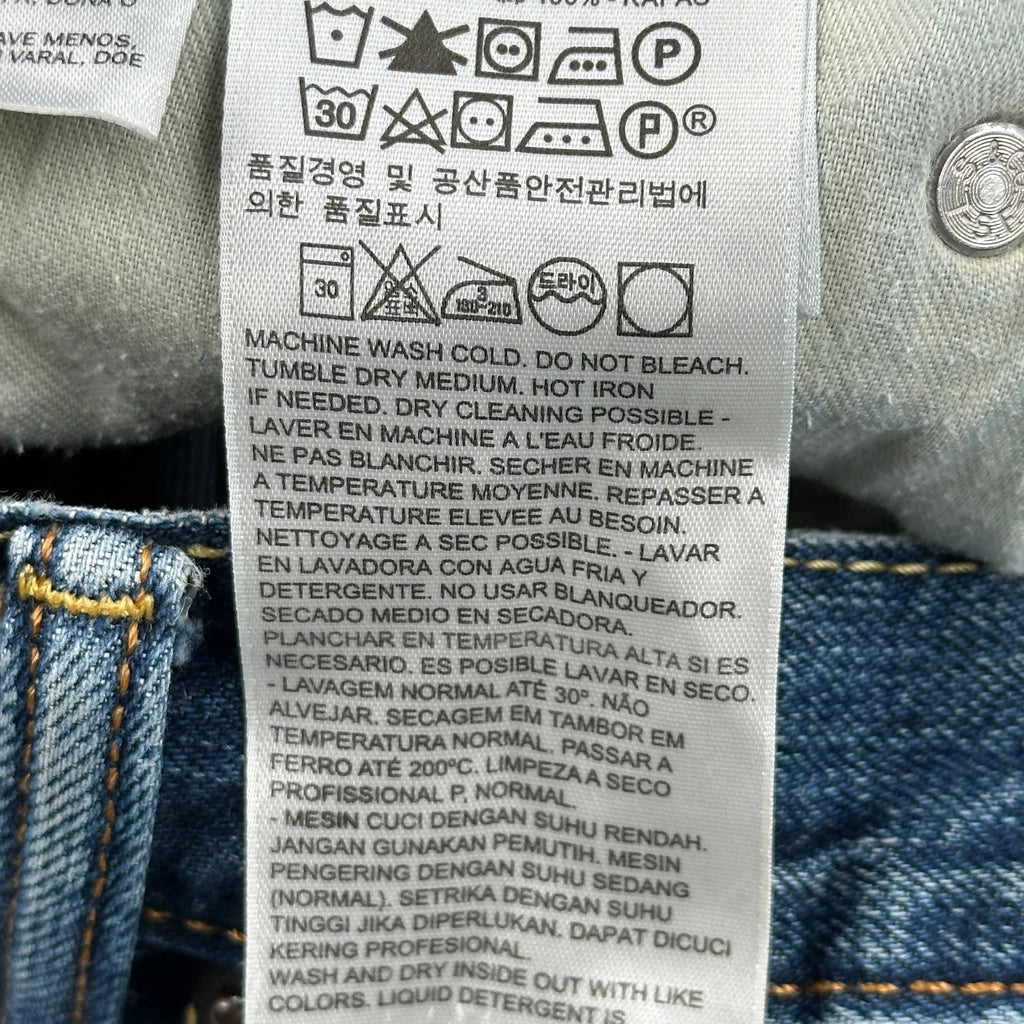 AVE MENOS,
VARAL. DOE
100%
30
P
®
품질경영 및 공산품안전관리법에
의한 품질표시
30
3
180~210
드라이
MACHINE WASH COLD. DO NOT BLEACH.
TUMBLE DRY MEDIUM. HOT IRON
IF NEEDED. DRY CLEANING POSSIBLE -
LAVER EN MACHINE A L'EAU FROIDE.
NE PAS BLANCHIR. SECHER EN MACHINE
A TEMPERATURE MOYENNE. REPASSER A
TEMPERATURE ELEVEE AU BESOIN.
NETTOYAGE A SEC POSSIBLE. - LAVAR
EN LAVADORA CON AGUA FRIA Y
DETERGENTE. NO USAR BLANQUEADOR.
SECADO MEDIO EN SECADORA.
PLANCHAR EN TEMPERATURA ALTA SI ES
NECESARIO. ES POSIBLE LAVAR EN SECO.
- LAVAGEM NORMAL ATÉ 30º. NÃO
ALVEJAR. SECAGEM EM TAMBOR EM
TEMPERATURA NORMAL. PASSAR A
FERRO ATÉ 200ºC. LIMPEZA A SECO
PROFISSIONAL P, NORMAL.
- MESIN CUCI DENGAN SUHU RENDAH.
JANGAN GUNAKAN PEMUTIH. MESIN
PENGERING DENGAN SUHU SEDANG
(NORMAL). SETRIKA DENGAN SUHU
TINGGI JIKA DIPERLUKAN. DAPAT DICUCI
KERING PROFESIONAL.
WASH AND DRY INSIDE OUT WITH LIKE
COLORS. LIQUID DETERGENT IS